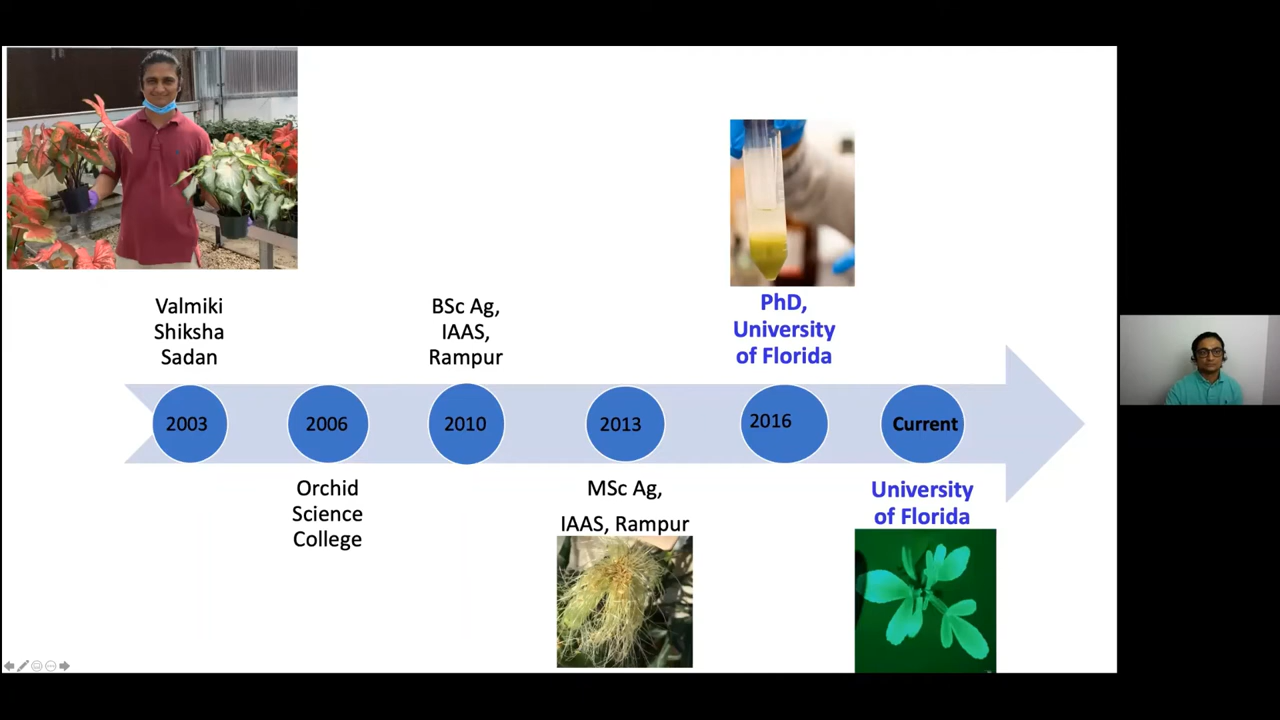 Valmiki
Shiksha
Sadan
BSc Ag,
IAAS,
Rampur
PhD,
University
of Florida
2003
2006
2010
2013
2016
Current
Orchid
Science
College
MSc Ag,
IAAS, Rampur
University
of Florida